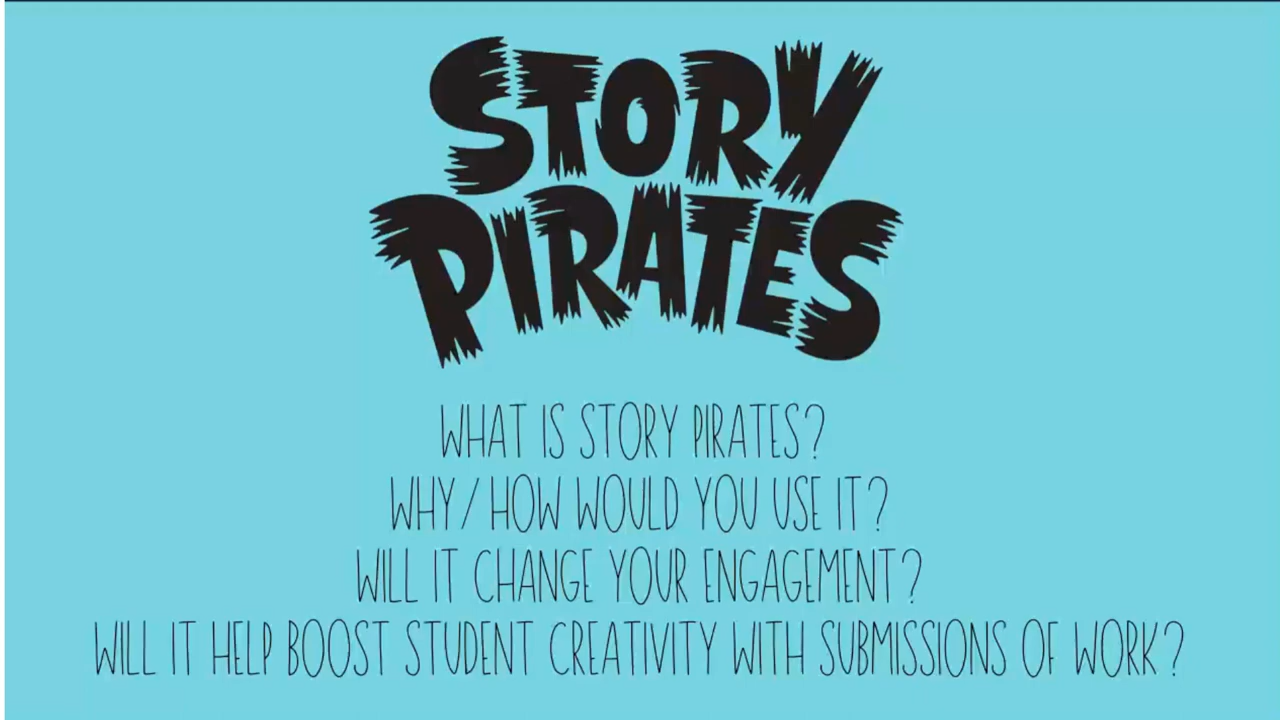 STORY
PIRATES
WHAT IS STORY PIRATES?
WHY/HOW WOULD YOU USE IT?
WILL IT CHANGE YOUR ENGAGEMENT?
WILL IT HELP BOOST STUDENT CREATIVITY WITH SUBMISSIONS OF WORK?